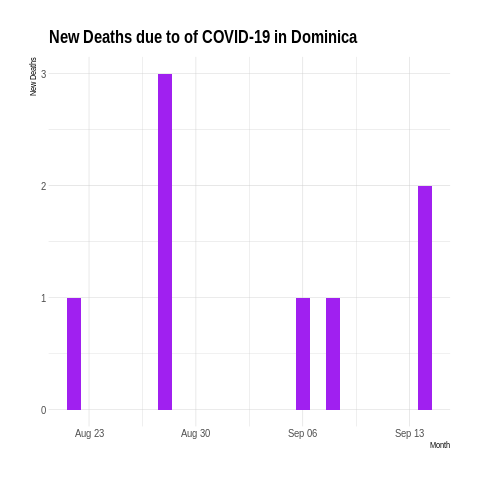 New Deaths due to of COVID-19 in Dominica
New Deaths
3
2
1
0
Aug 23 Aug 30 Sep 06 Sep 13
Month